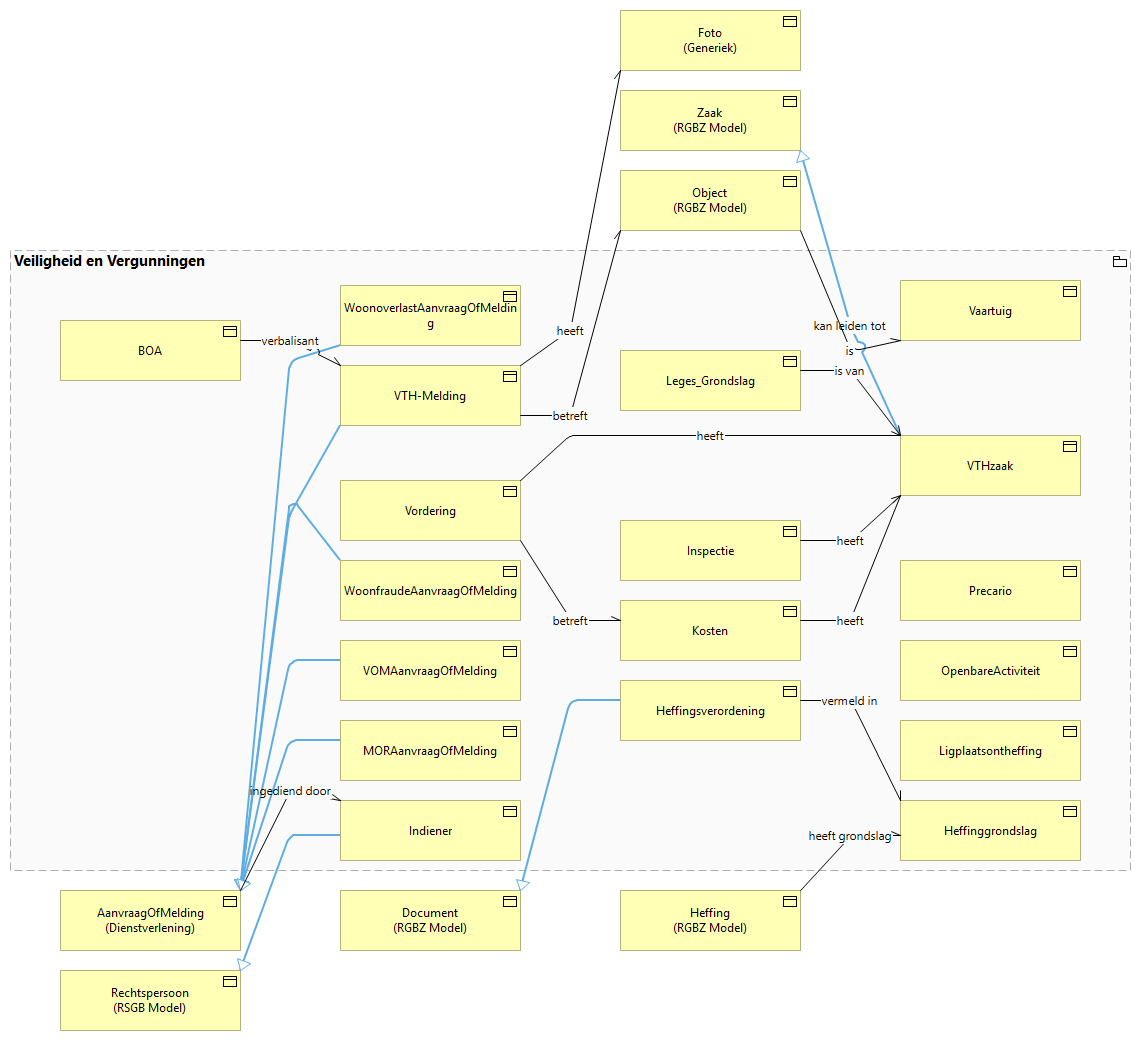 Foto
(Generiek)
Zaak
(RGBZ Model)
Object
(RGBZ Model)
Veiligheid en Vergunningen
WoonoverlastAanvraagOfMeldin
g
Vaartuig
BOA
verbalisant
heeft
kan leiden tot
is
is van
Leges_Grondslag
VTH-Melding
betreft
heeft
VTHzaak
Vordering
Inspectie
heeft
WoonfraudeAanvraagOfMelding
Precario
betreft
Kosten
heeft
VOMAanvraagOfMelding
OpenbareActiviteit
Heffingsverordening
vermeld in
MORAanvraagOfMelding
Ligplaatsontheffing
ingediend door
Indiener
heeft grondslag
Heffinggrondslag
AanvraagOfMelding
(Dienstverlening)
Document
(RGBZ Model)
Heffing
(RGBZ Model)
Rechtspersoon
(RSGB Model)